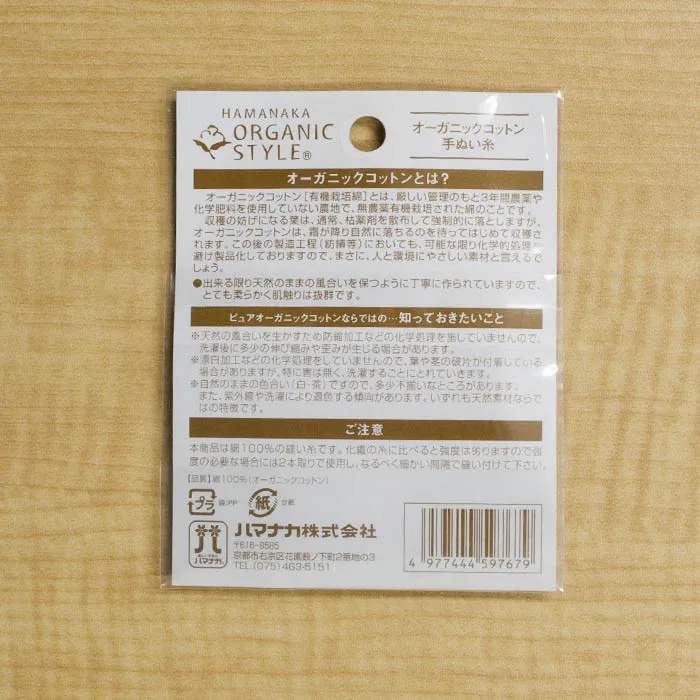 HAMANAKA
ORGANIC
STYLE®
オーガニックコットン
手ぬい糸
オーガニックコットンとは？
オーガニックコットン［有機栽培綿］とは、厳しい管理のもと3年間農薬や
化学肥料を使用していない農地で、無農薬有機栽培された綿のことです。
収穫の妨げになる葉は、通常、枯葉剤を散布して強制的に落としますが、
オーガニックコットンは、霜が降り自然に落ちるのを待ってはじめて収穫されま
す。この後の製造工程（紡績等）においても、可能な限り化学的処理を
避け製品化しておりますので、まさに、人と環境にやさしい素材と言えるで
しょう。
●出来る限り天然のままの風合いを保つように丁寧に作られていますので、
とても柔らかく肌触りは抜群です。
ピュアオーガニックコットンならではの…知っておきたいこと
※天然の風合いを生かすため防縮加工などの化学処理を施していませんので、
洗濯後に多少の伸び縮みや歪みが生じる場合があります。
※漂白加工などの化学処理をしていませんので、葉や茎の破片が付着している
場合がありますが、特に害は無く、洗濯するごとにとれていきます。
※自然のままの色合い（白・茶）ですので、多少不揃いなところがあります。
また、紫外線や洗濯により退色する傾向があります。いずれも天然素材なら
ではの特徴です。
ご注意
本商品は綿100%の縫い糸です。化繊の糸に比べると強度は劣りますので強
度の必要な場合には2本取りで使用し、なるべく細かい間隔で縫い付けて下さい。
【品質】綿100%（オーガニックコットン）
プラ 袋:PP 紙 台紙
ハマナカ株式会社
〒616-8585
京都市右京区花園薮ノ下町2番地の3
TEL.(075)463-5151
ハマナカ®
4 977444 597679